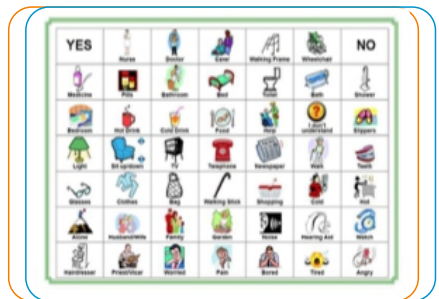 YES
Nurse
Doctor
Carer
Walking Frame
Wheelchair
NO
Medicine
Pills
Bathroom
Bed
Toilet
Bath
Shower
Bedroom
Hot Drink
Cold Drink
Food
Help
I don't
understand
Slippers
Light
Sit up/down
TV
Telephone
Newspaper
Walk
Teeth
Glasses
Clothes
Bag
Walking Stick
Shopping
Cold
Hot
Alone
Husband/Wife
Family
Garden
Noise
Hearing Aid
Watch
Hairdresser
Priest/Vicar
Worried
Pain
Bored
Tired
Angry